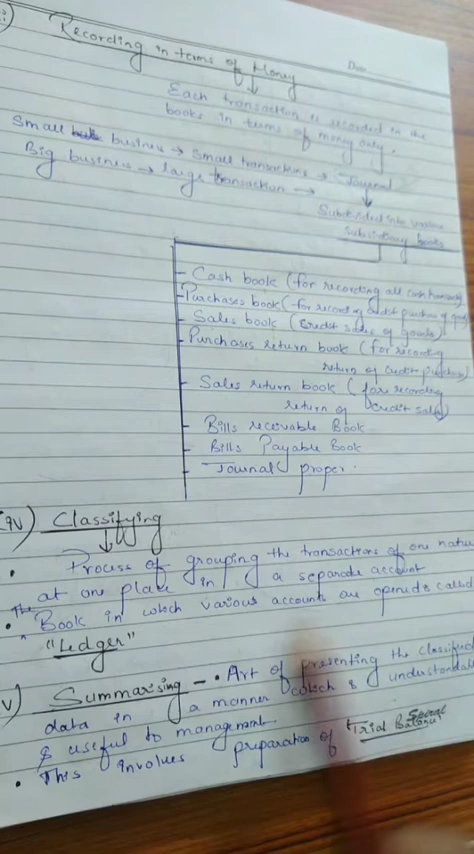 Recording in terms of Money
Each transaction is recorded in the
books in terms of money only.
Small business → Small transactions → Journal
Big business → large transaction →
Subdivided into various
subsidiary books
Cash book (for recording all cash transactions)
Purchases book (for recording credit purchase of goods)
Sales book (Credit sales of goods)
Purchases return book (for recording
return of credit purchases)
Sales return book (for recording
return of credit sales)
Bills receivable Book
Bills Payable Book
Journal proper.
(iv) Classifying
• Process of grouping the transactions of one natur
at one place in a separate account
• The Book in which various accounts are opened is called
"Ledger"
v) Summarising - • Art of presenting the classified
data in a manner which is understandab
& useful to management
• This involves preparation of Trial Balance